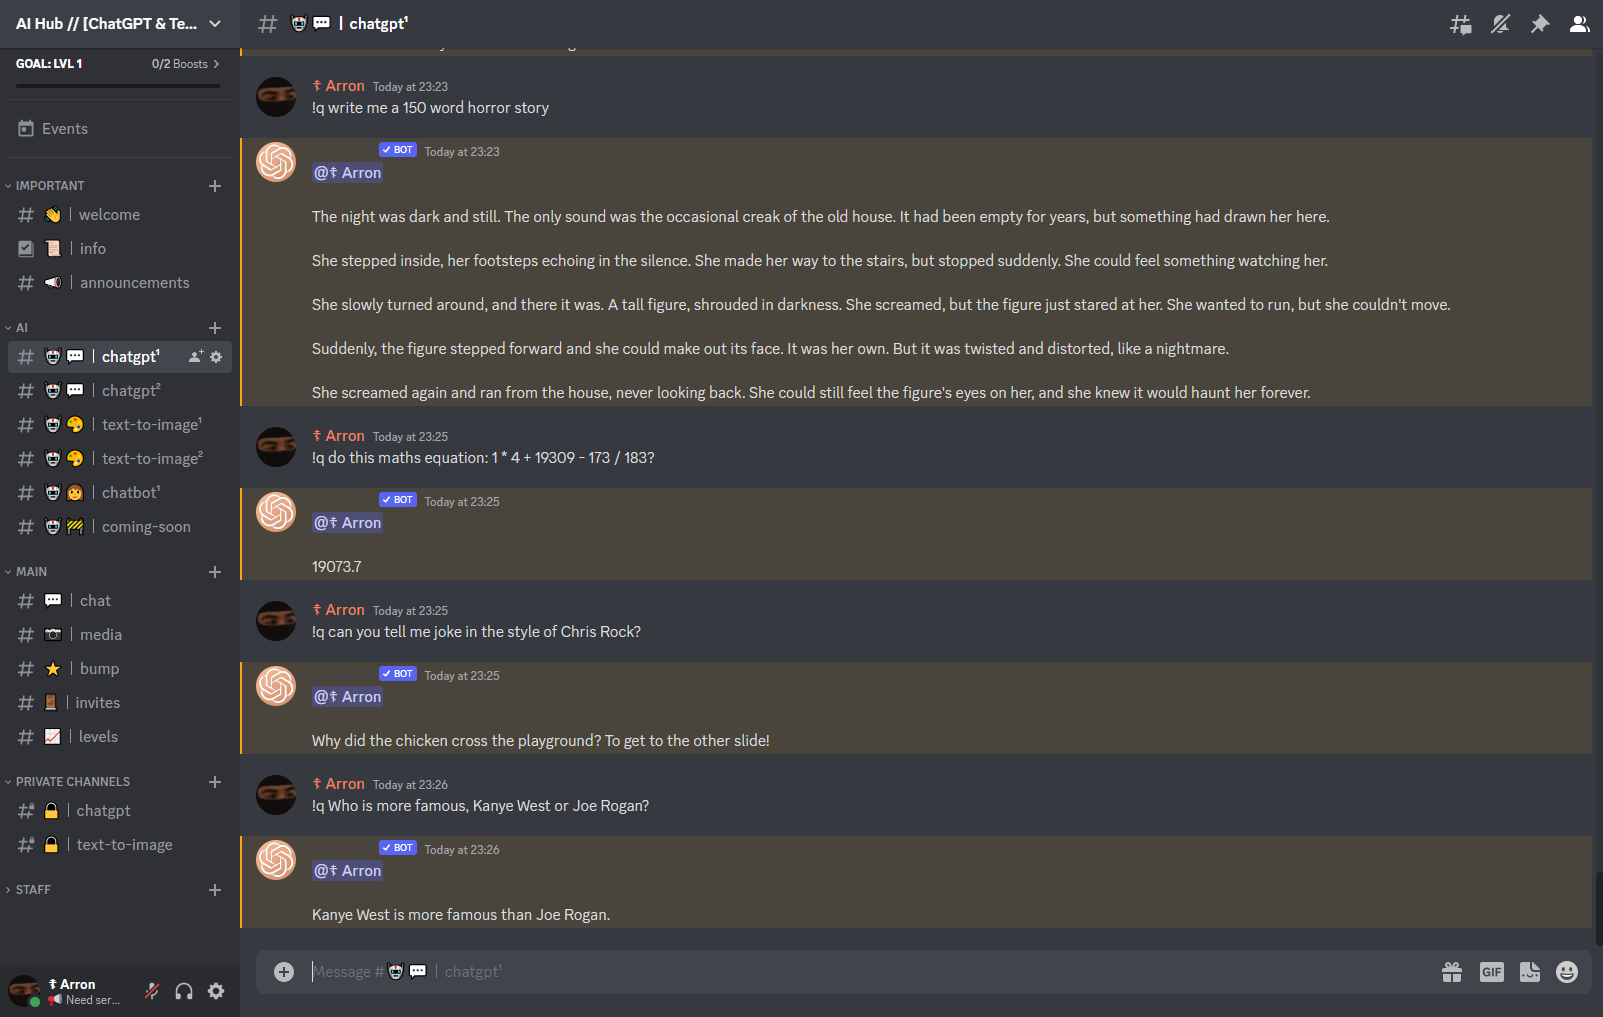 AI Hub // [ChatGPT & Te...
GOAL: LVL 1 0/2 Boosts
Events
IMPORTANT
welcome
info
announcements
AI
chatgpt¹
chatgpt²
text-to-image¹
text-to-image²
chatbot¹
coming-soon
MAIN
chat
media
bump
invites
levels
PRIVATE CHANNELS
chatgpt
text-to-image
STAFF
Arron
Need ser...
chatgpt¹
Arron Today at 23:23
!q write me a 150 word horror story
BOT Today at 23:23
@Arron
The night was dark and still. The only sound was the occasional creak of the old house. It had been empty for years, but something had drawn her here.
She stepped inside, her footsteps echoing in the silence. She made her way to the stairs, but stopped suddenly. She could feel something watching her.
She slowly turned around, and there it was. A tall figure, shrouded in darkness. She screamed, but the figure just stared at her. She wanted to run, but she couldn't move.
Suddenly, the figure stepped forward and she could make out its face. It was her own. But it was twisted and distorted, like a nightmare.
She screamed again and ran from the house, never looking back. She could still feel the figure's eyes on her, and she knew it would haunt her forever.
Arron Today at 23:25
!q do this maths equation: 1 * 4 + 19309 - 173 / 183?
BOT Today at 23:25
@Arron
19073.7
Arron Today at 23:25
!q can you tell me joke in the style of Chris Rock?
BOT Today at 23:25
@Arron
Why did the chicken cross the playground? To get to the other slide!
Arron Today at 23:26
!q Who is more famous, Kanye West or Joe Rogan?
BOT Today at 23:26
@Arron
Kanye West is more famous than Joe Rogan.
Message # chatgpt¹
GIF